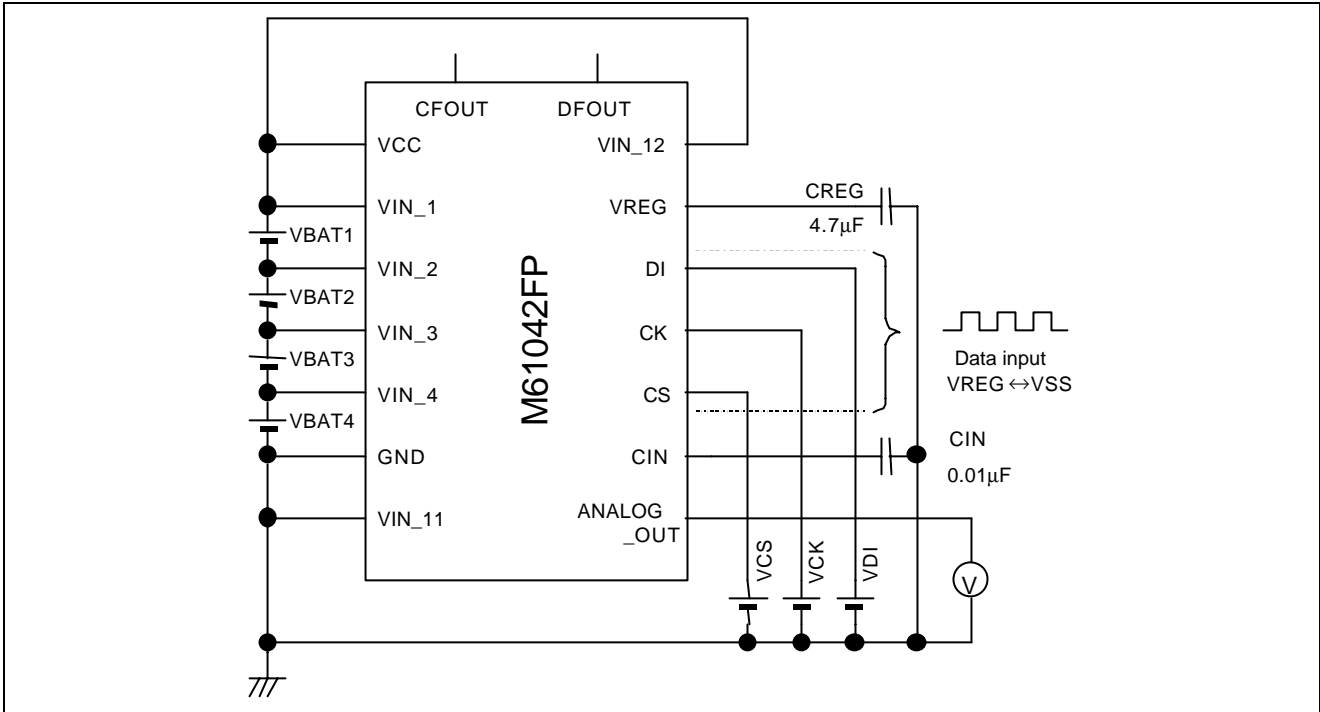 CFOUT
DFOUT
VCC
VIN_12
VIN_1
VREG
CREG
4.7μF
VBAT1
VIN_2
DI
VBAT2
VIN_3
CK
VBAT3
VIN_4
CS
VBAT4
GND
CIN
VIN_11
ANALOG
_OUT
M61042FP
Data input
VREG ↔VSS
CIN
0.01μF
VCS
VCK
VDI
V